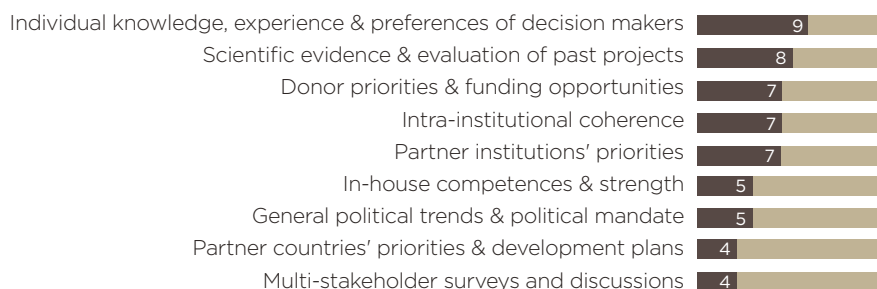 Individual knowledge, experience & preferences of decision makers 9
Scientific evidence & evaluation of past projects 8
Donor priorities & funding opportunities 7
Intra-institutional coherence 7
Partner institutions' priorities 7
In-house competences & strength 5
General political trends & political mandate 5
Partner countries' priorities & development plans 4
Multi-stakeholder surveys and discussions 4